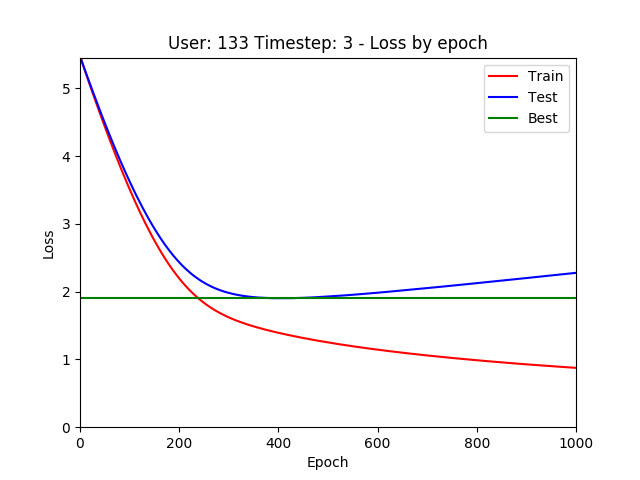 User: 133 Timestep: 3 - Loss by epoch
Train
Test
Best
5
4
3
2
1
0
Loss
0 200 400 600 800 1000
Epoch